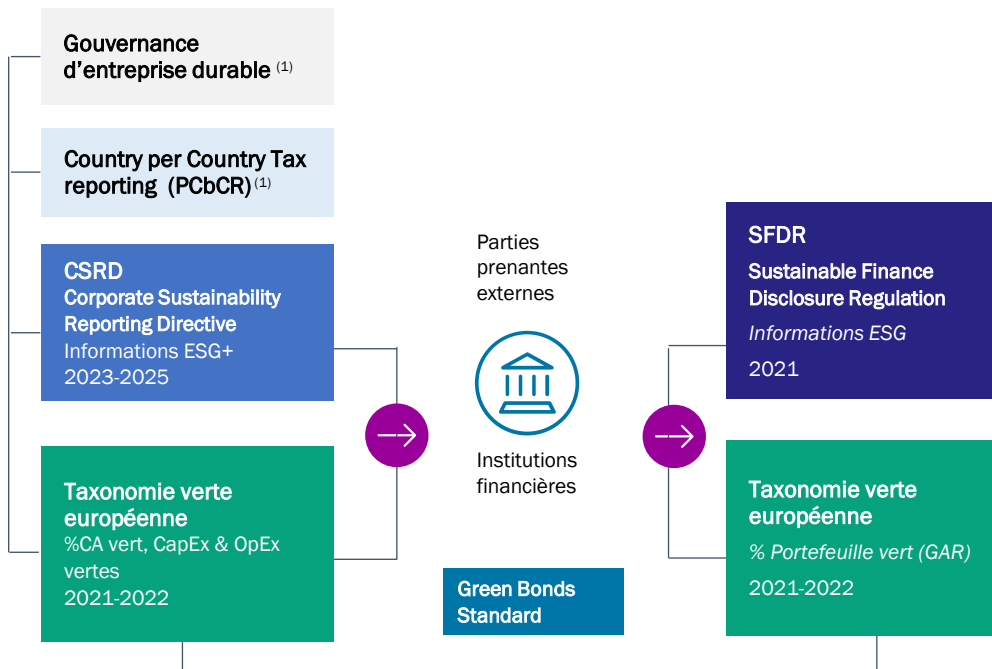 Gouvernance
d’entreprise durable (1)
Country per Country Tax
reporting (PCbCR) (1)
CSRD
Corporate Sustainability
Reporting Directive
Informations ESG+
2023-2025
Taxonomie verte
européenne
%CA vert, CapEx & OpEx
vertes
2021-2022
Parties
prenantes
externes
Institutions
financières
Green Bonds
Standard
SFDR
Sustainable Finance
Disclosure Regulation
Informations ESG
2021
Taxonomie verte
européenne
% Portefeuille vert (GAR)
2021-2022